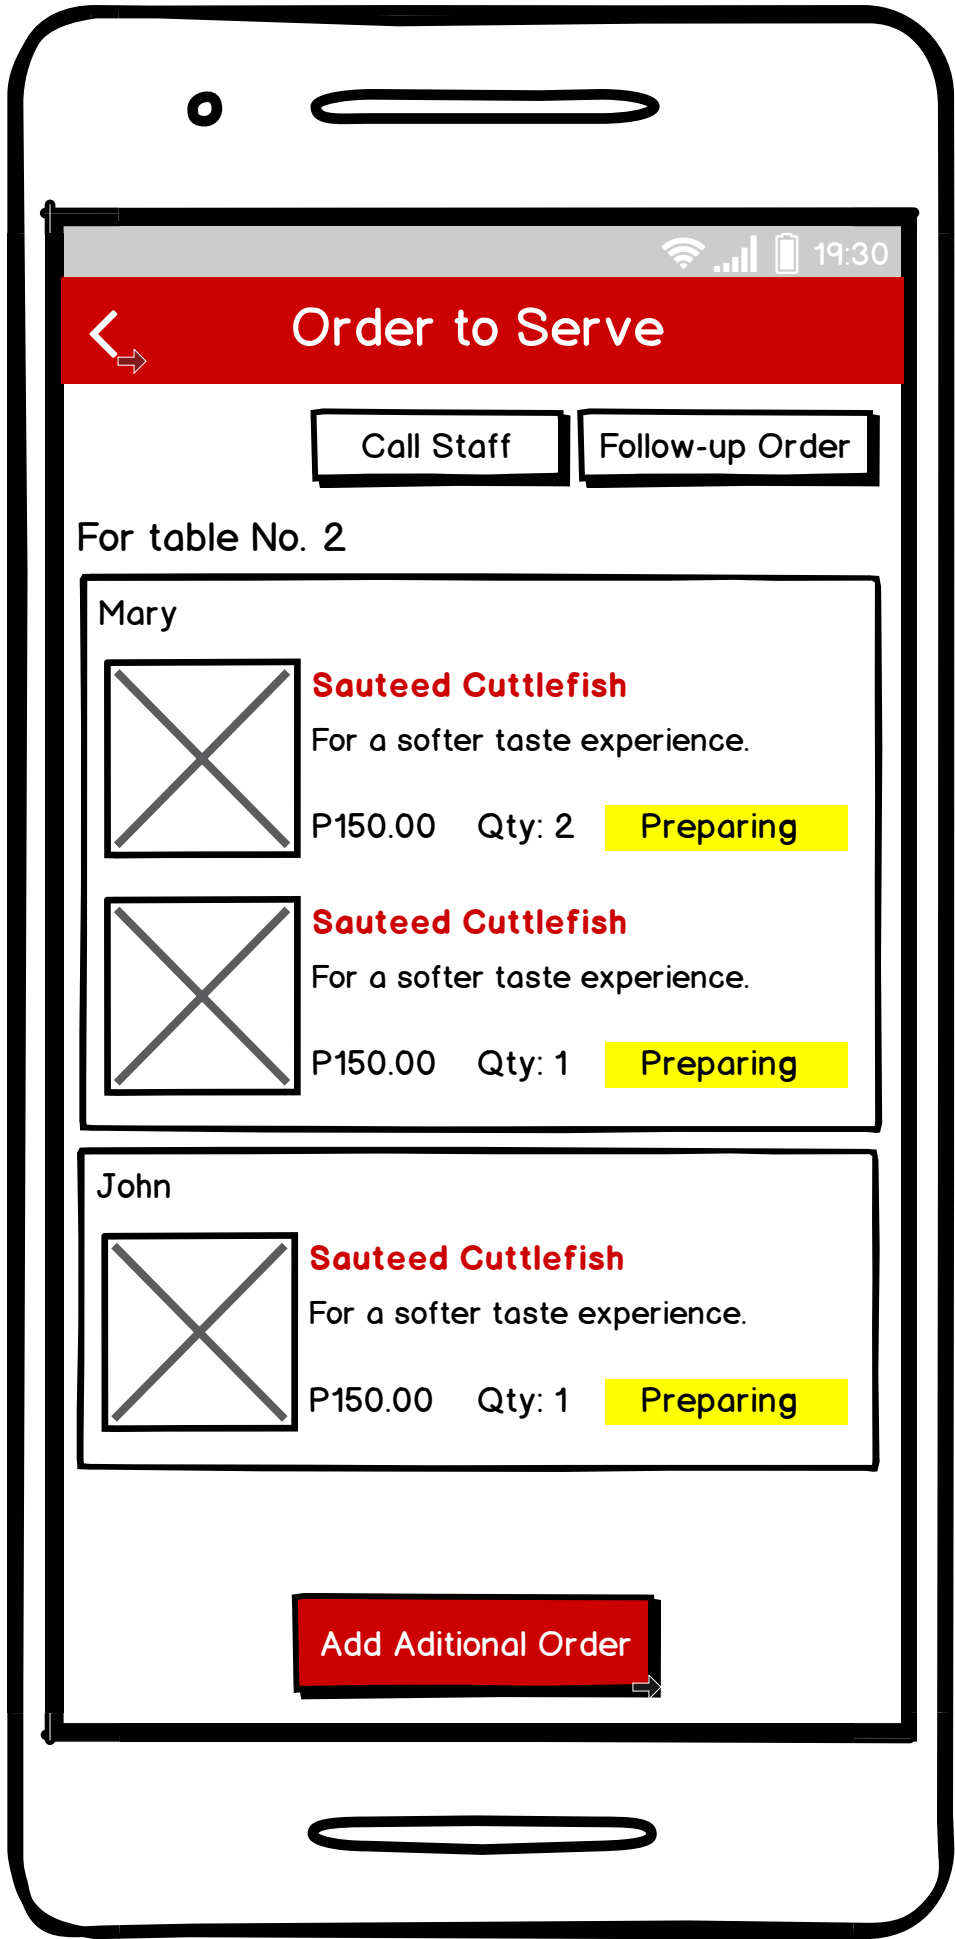 19:30
Order to Serve
Call Staff
Follow-up Order
For table No. 2
Mary
Sauteed Cuttlefish
For a softer taste experience.
P150.00 Qty: 2 Preparing
Sauteed Cuttlefish
For a softer taste experience.
P150.00 Qty: 1 Preparing
John
Sauteed Cuttlefish
For a softer taste experience.
P150.00 Qty: 1 Preparing
Add Aditional Order